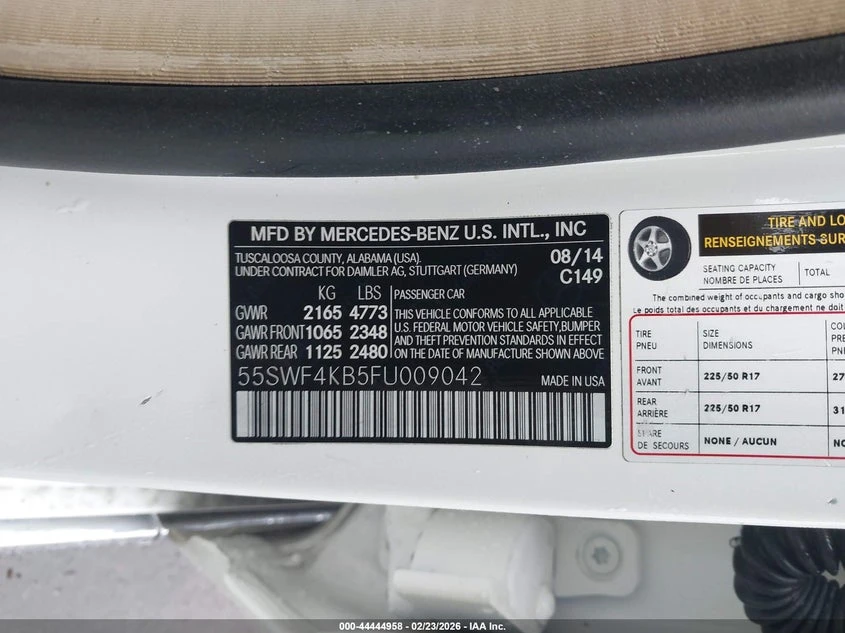 MFD BY MERCEDES-BENZ U.S. INTL., INC
TUSCALOOSA COUNTY, ALABAMA (USA). 08/14
UNDER CONTRACT FOR DAIMLER AG, STUTTGART (GERMANY) C149
KG LBS PASSENGER CAR
GVWR 2165 4773 THIS VEHICLE CONFORMS TO ALL APPLICABLE
GAWR FRONT 1065 2348 U.S. FEDERAL MOTOR VEHICLE SAFETY, BUMPER
GAWR REAR 1125 2480 AND THEFT PREVENTION STANDARDS IN EFFECT
ON THE DATE OF MANUFACTURE SHOWN ABOVE.
55SWF4KB5FU009042 MADE IN USA
TIRE AND LO
RENSEIGNEMENTS SUR
SEATING CAPACITY
NOMBRE DE PLACES
TOTAL
The combined weight of occupants and cargo sho
Le poids total des occupants et du chargement ne doit
TIRE SIZE CO
PNEU DIMENSIONS PRE
PNE
FRONT
AVANT
225/50 R17 27
REAR
ARRIÈRE
225/50 R17 31
SPARE
DE SECOURS
NONE / AUCUN NO
000-44444958 - 02/23/2026 - IAA Inc.